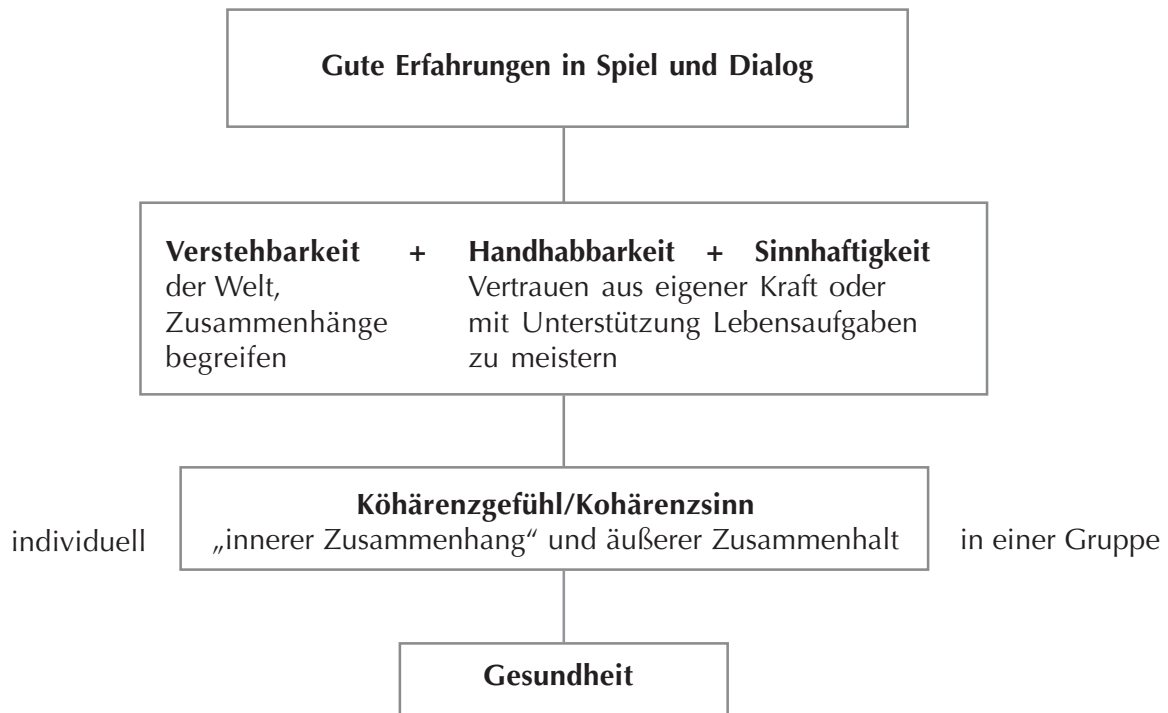 Gute Erfahrungen in Spiel und Dialog
Verstehbarkeit + Handhabbarkeit + Sinnhaftigkeit
der Welt,
Zusammenhänge
begreifen
Vertrauen aus eigener Kraft oder
mit Unterstützung Lebensaufgaben
zu meistern
Köhärenzgefühl/Kohärenzsinn
individuell
„innerer Zusammenhang“ und äußerer Zusammenhalt
in einer Gruppe
Gesundheit